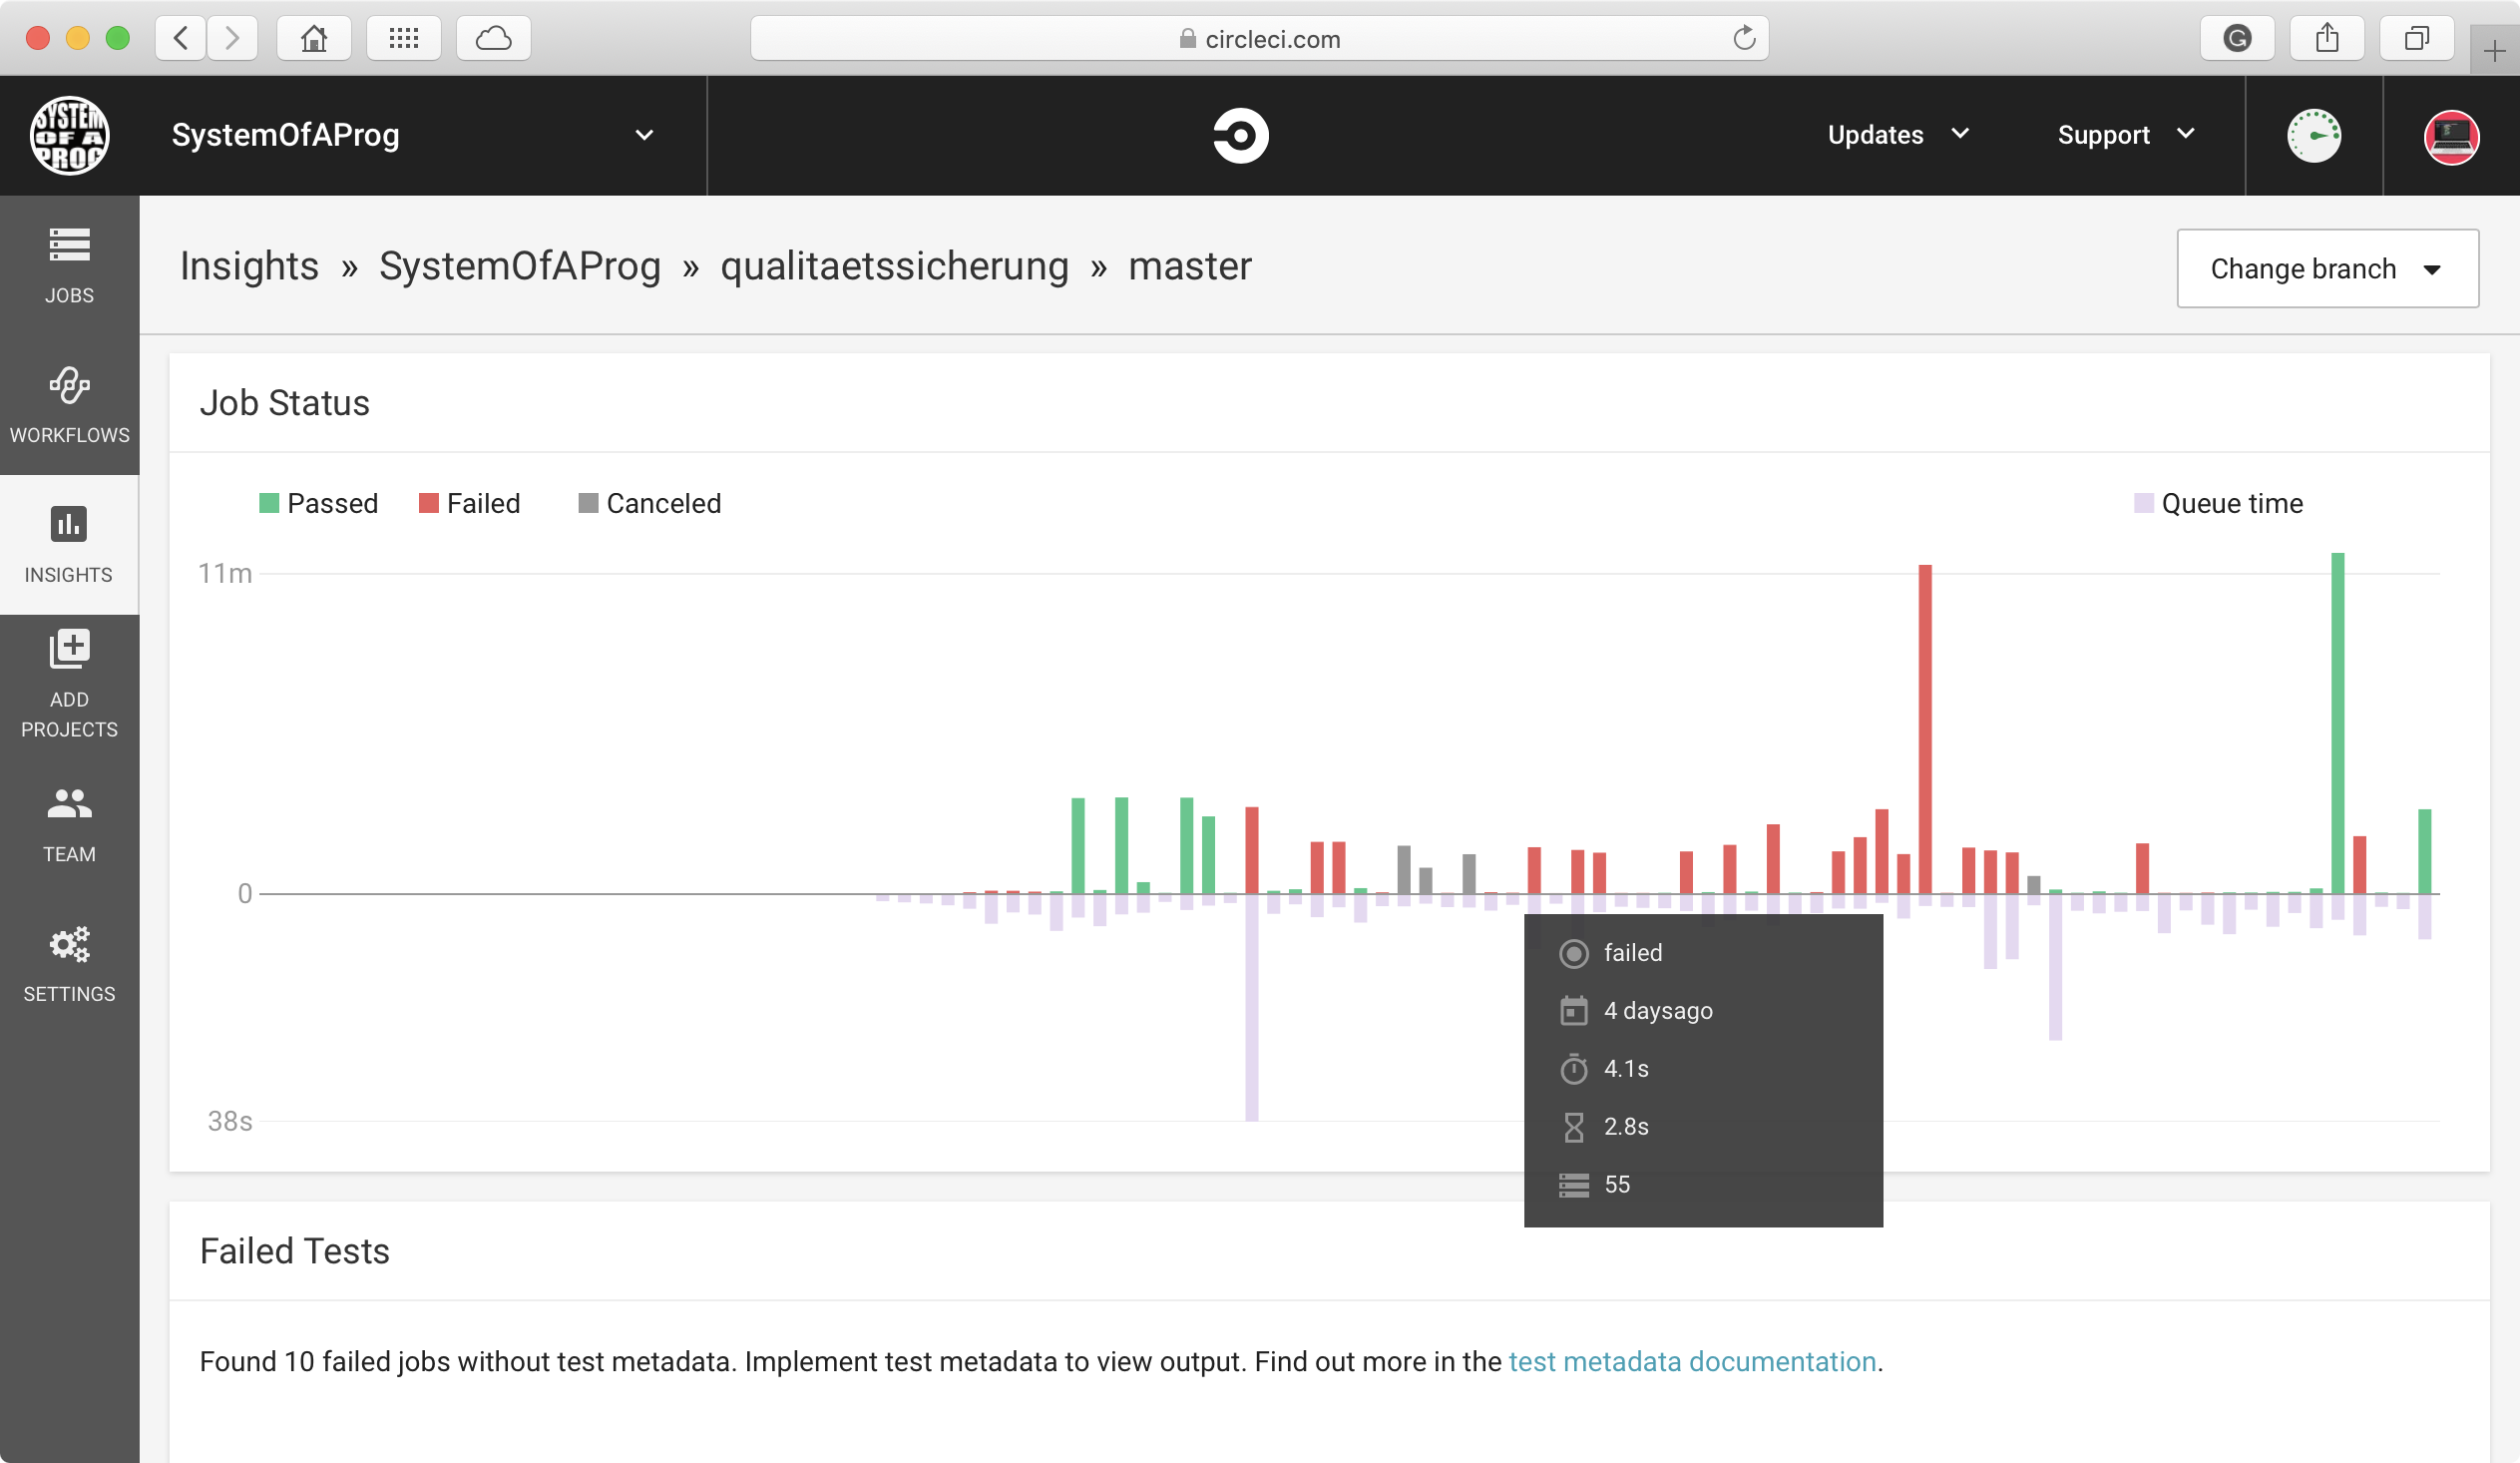 circleci.com
SYSTEM
OF A
PROG
SystemOfAProg
Updates
Support
JOBS
WORKFLOWS
INSIGHTS
ADD
PROJECTS
TEAM
SETTINGS
Insights » SystemOfAProg » qualitaetssicherung » master
Change branch
Job Status
Passed Failed Canceled Queue time
11m
0
38s
failed
4 daysago
4.1s
2.8s
55
Failed Tests
Found 10 failed jobs without test metadata. Implement test metadata to view output. Find out more in the test metadata documentation.